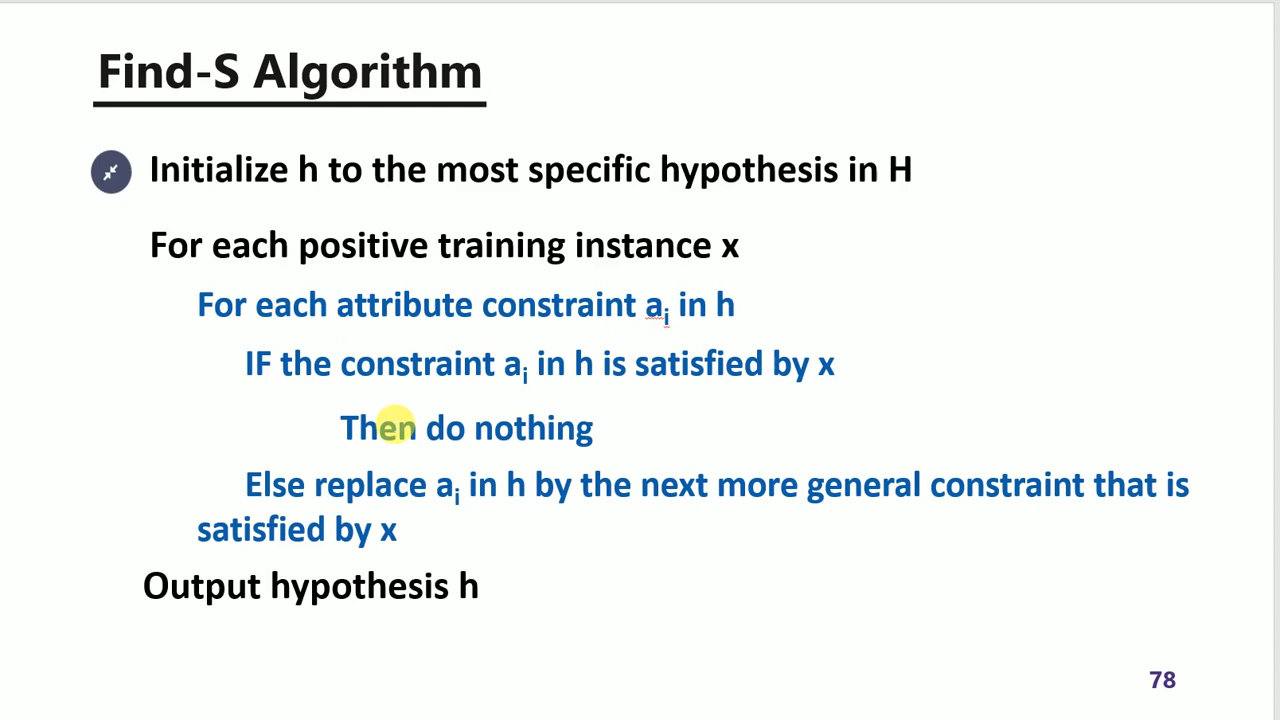 Find-S Algorithm
Initialize h to the most specific hypothesis in H
For each positive training instance x
For each attribute constraint aᵢ in h
IF the constraint aᵢ in h is satisfied by x
Then do nothing
Else replace aᵢ in h by the next more general constraint that is
satisfied by x
Output hypothesis h
78